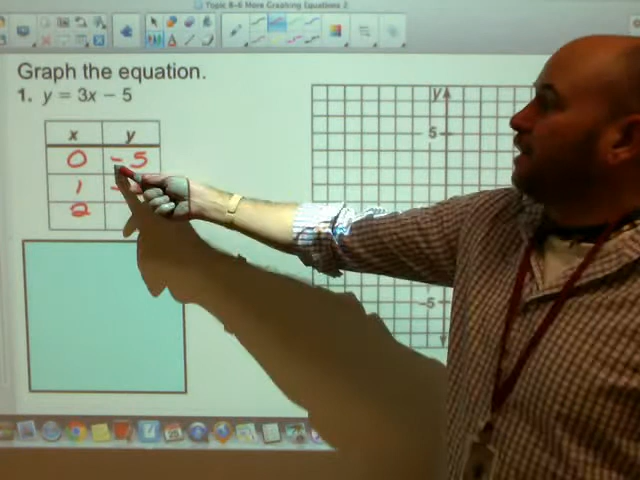 Topic 8-6 More Graphing Equations 2
Graph the equation.
1. y = 3x − 5
x y
0 -5
1 -
2
y
5
-5